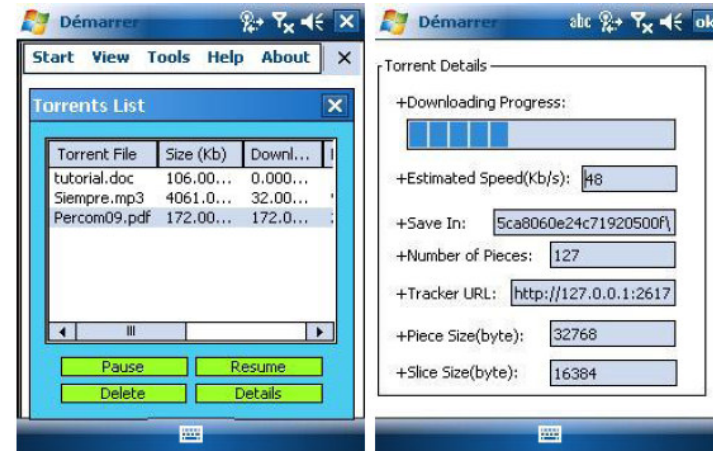 Démarrer
Start View Tools Help About
Torrents List
Torrent File Size (Kb) Downl...
tutorial.doc 106.00... 0.000...
Siempre.mp3 4061.0... 32.00...
Percom09.pdf 172.00... 172.0...
Pause Resume
Delete Details
Démarrer abc ok
Torrent Details
+Downloading Progress:
+Estimated Speed(Kb/s): 48
+Save In: 5ca8060e24c71920500f\
+Number of Pieces: 127
+Tracker URL: http://127.0.0.1:2617
+Piece Size(byte): 32768
+Slice Size(byte): 16384